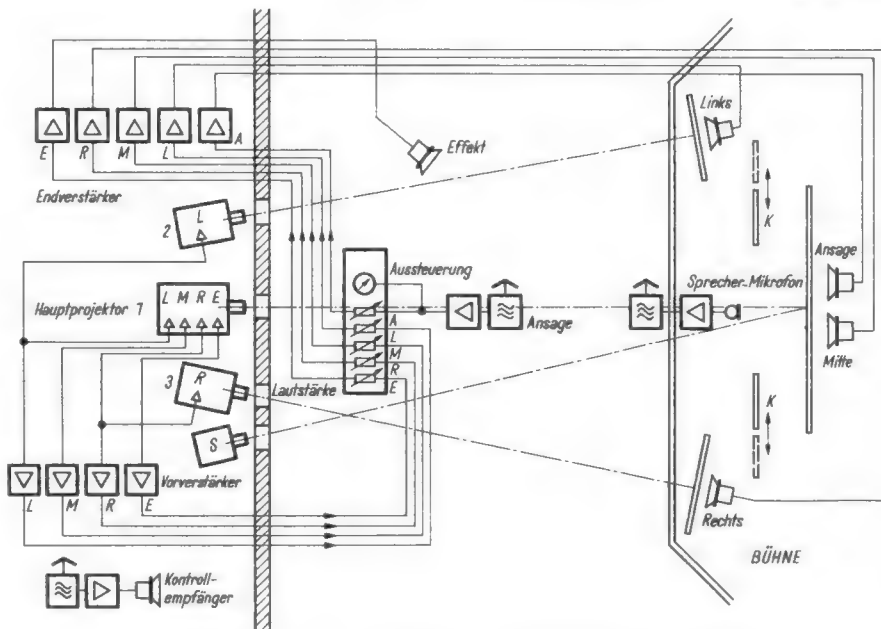 E
R
M
L
A
Endverstärker
Effekt
Links
K
2
L
L M R E
Hauptprojektor 1
3
R
S
Lautstärke
Aussteuerung
A
L
M
R
E
Ansage
Sprecher-Mikrofon
Ansage
Mitte
K
Rechts
BÜHNE
Vorverstärker
L
M
R
E
Kontroll-
empfänger